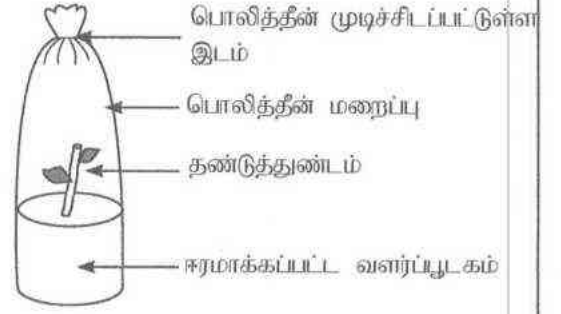 பொலித்தீன் முடிச்சிடப்பட்டுள்ள
இடம்
பொலித்தீன் மறைப்பு
தண்டுத்துண்டம்
ஈரமாக்கப்பட்ட வளர்ப்பூடகம்